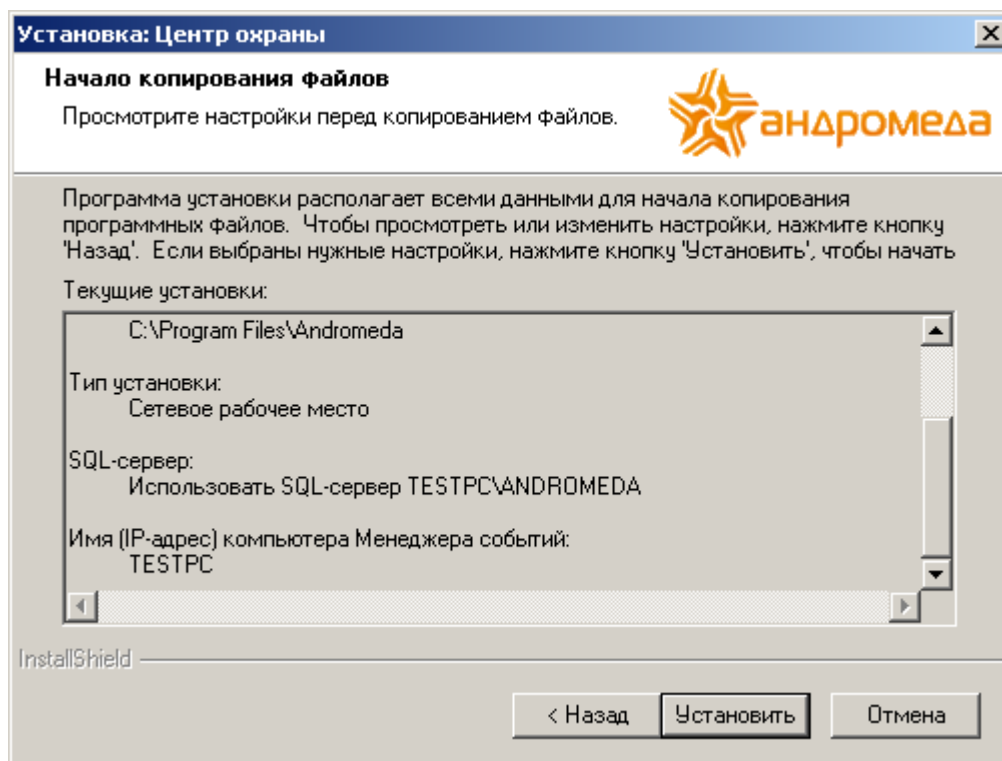 Установка: Центр охраны
Начало копирования файлов
Просмотрите настройки перед копированием файлов.
андромеда
Программа установки располагает всеми данными для начала копирования
программных файлов. Чтобы просмотреть или изменить настройки, нажмите кнопку
'Назад'. Если выбраны нужные настройки, нажмите кнопку 'Установить', чтобы начать
Текущие установки:
C:\Program Files\Andromeda
Тип установки:
Сетевое рабочее место
SQL-сервер:
Использовать SQL-сервер TESTPC\ANDROMEDA
Имя (IP-адрес) компьютера Менеджера событий:
TESTPC
InstallShield
< Назад
Установить
Отмена